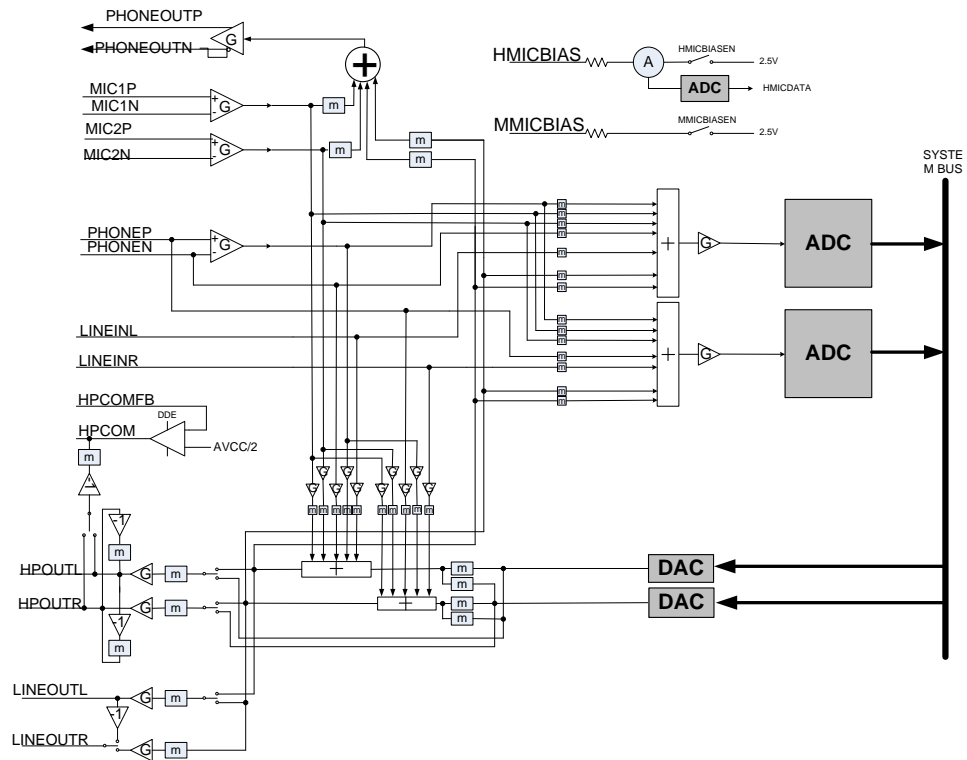 PHONEOUTP
G
PHONEOUTN
+
m
HMICBIAS
A
HMICBIASEN
2.5V
ADC
HMICDATA
MIC1P
MIC1N
+
-
G
m
MMICBIAS
MMICBIASEN
2.5V
MIC2P
MIC2N
+
-
G
m
m
m
SYSTE
M BUS
PHONEP
PHONEN
+
-
G
m
m
m
m
m
m
m
+
G
ADC
LINEINL
LINEINR
m
m
m
m
m
m
m
+
G
ADC
HPCOMFB
HPCOM
DDE
AVCC/2
m
-1
G
G
G
G
G
G
G
G
G
G
m
m
m
m
m
m
m
m
m
m
-1
m
HPOUTL
G
m
+
m
m
DAC
HPOUTR
G
m
+
m
m
DAC
-1
m
LINEOUTL
G
m
-1
LINEOUTR
G
m